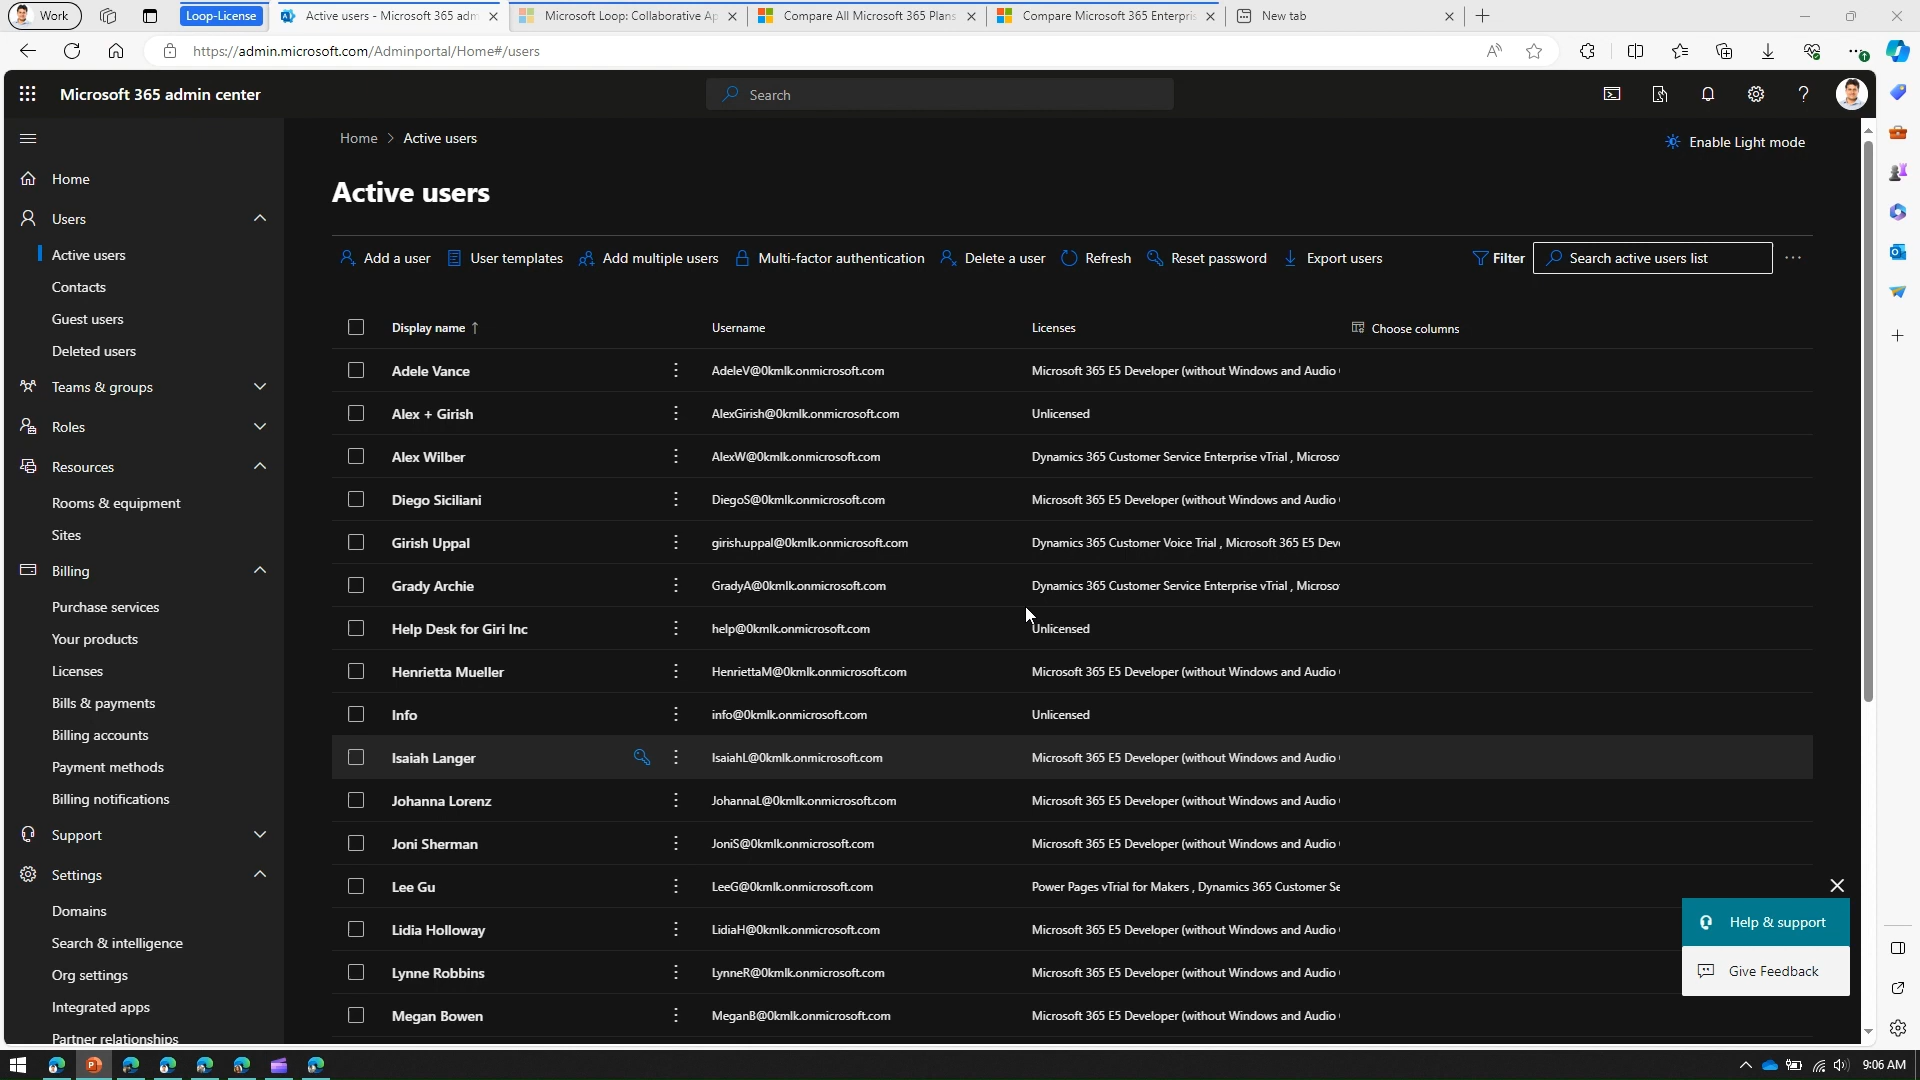 Work
Loop-License
Active users - Microsoft 365 adm
Microsoft Loop: Collaborative Ap
Compare All Microsoft 365 Plans
Compare Microsoft 365 Enterpris
New tab
https://admin.microsoft.com/Adminportal/Home#/users
Microsoft 365 admin center
Search
Home > Active users
Enable Light mode
Active users
Add a user
User templates
Add multiple users
Multi-factor authentication
Delete a user
Refresh
Reset password
Export users
Filter
Search active users list
Home
Users
Active users
Contacts
Guest users
Deleted users
Teams & groups
Roles
Resources
Rooms & equipment
Sites
Billing
Purchase services
Your products
Licenses
Bills & payments
Billing accounts
Payment methods
Billing notifications
Support
Settings
Domains
Search & intelligence
Org settings
Integrated apps
Partner relationships
Display name ↑ Username Licenses Choose columns
Adele Vance AdeleV@0kmlk.onmicrosoft.com Microsoft 365 E5 Developer (without Windows and Audio
Alex + Girish AlexGirish@0kmlk.onmicrosoft.com Unlicensed
Alex Wilber AlexW@0kmlk.onmicrosoft.com Dynamics 365 Customer Service Enterprise vTrial , Microso
Diego Siciliani DiegoS@0kmlk.onmicrosoft.com Microsoft 365 E5 Developer (without Windows and Audio
Girish Uppal girish.uppal@0kmlk.onmicrosoft.com Dynamics 365 Customer Voice Trial , Microsoft 365 E5 Dev
Grady Archie GradyA@0kmlk.onmicrosoft.com Dynamics 365 Customer Service Enterprise vTrial , Microso
Help Desk for Giri Inc help@0kmlk.onmicrosoft.com Unlicensed
Henrietta Mueller HenriettaM@0kmlk.onmicrosoft.com Microsoft 365 E5 Developer (without Windows and Audio
Info info@0kmlk.onmicrosoft.com Unlicensed
Isaiah Langer IsaiahL@0kmlk.onmicrosoft.com Microsoft 365 E5 Developer (without Windows and Audio
Johanna Lorenz JohannaL@0kmlk.onmicrosoft.com Microsoft 365 E5 Developer (without Windows and Audio
Joni Sherman JoniS@0kmlk.onmicrosoft.com Microsoft 365 E5 Developer (without Windows and Audio
Lee Gu LeeG@0kmlk.onmicrosoft.com Power Pages vTrial for Makers , Dynamics 365 Customer Se
Lidia Holloway LidiaH@0kmlk.onmicrosoft.com Microsoft 365 E5 Developer (without Windows and Audio
Lynne Robbins LynneR@0kmlk.onmicrosoft.com Microsoft 365 E5 Developer (without Windows and Audio
Megan Bowen MeganB@0kmlk.onmicrosoft.com Microsoft 365 E5 Developer (without Windows and Audio
Help & support
Give Feedback
9:06 AM